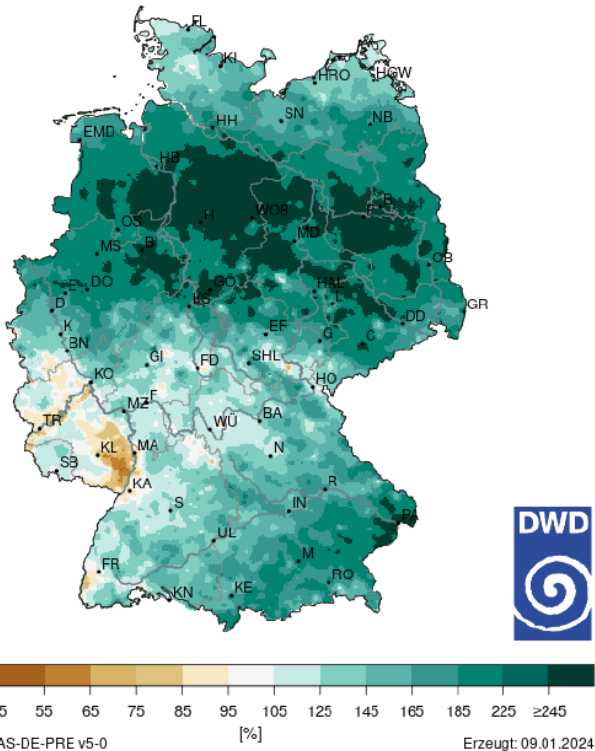 FL
KI
HRO
HGW
SN
NB
HH
EMD
HB
B
P
H
WOB
OS
MD
MS
BI
CB
DO
E
GÖ
HAL
L
D
KS
GR
DD
K
EF
G
C
BN
GI
FD
SHL
KO
HO
F
MZ
BA
TR
WÜ
KL
MA
N
SB
KA
R
S
IN
PA
UL
M
FR
RO
KE
KN
DWD
55 65 75 85 95 105 125 145 165 185 225 ≥245
[%]
AS-DE-PRE v5-0
Erzeugt: 09.01.2024